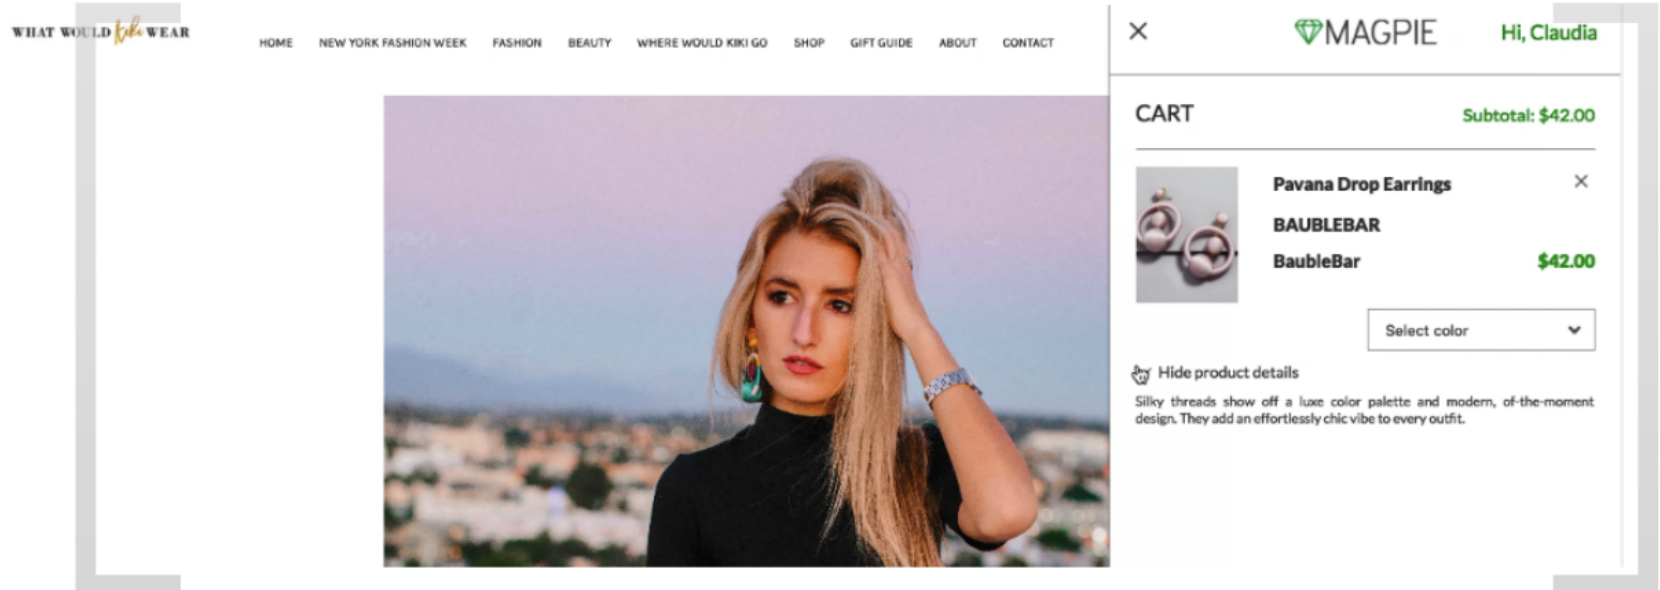 WHAT WOULD Kiki WEAR
HOME NEW YORK FASHION WEEK FASHION BEAUTY WHERE WOULD KIKI GO SHOP GIFT GUIDE ABOUT CONTACT
MAGPIE
Hi, Claudia
CART
Subtotal: $42.00
Pavana Drop Earrings
BAUBLEBAR
BaubleBar $42.00
Select color
Hide product details
Silky threads show off a luxe color palette and modern, of-the-moment
design. They add an effortlessly chic vibe to every outfit.